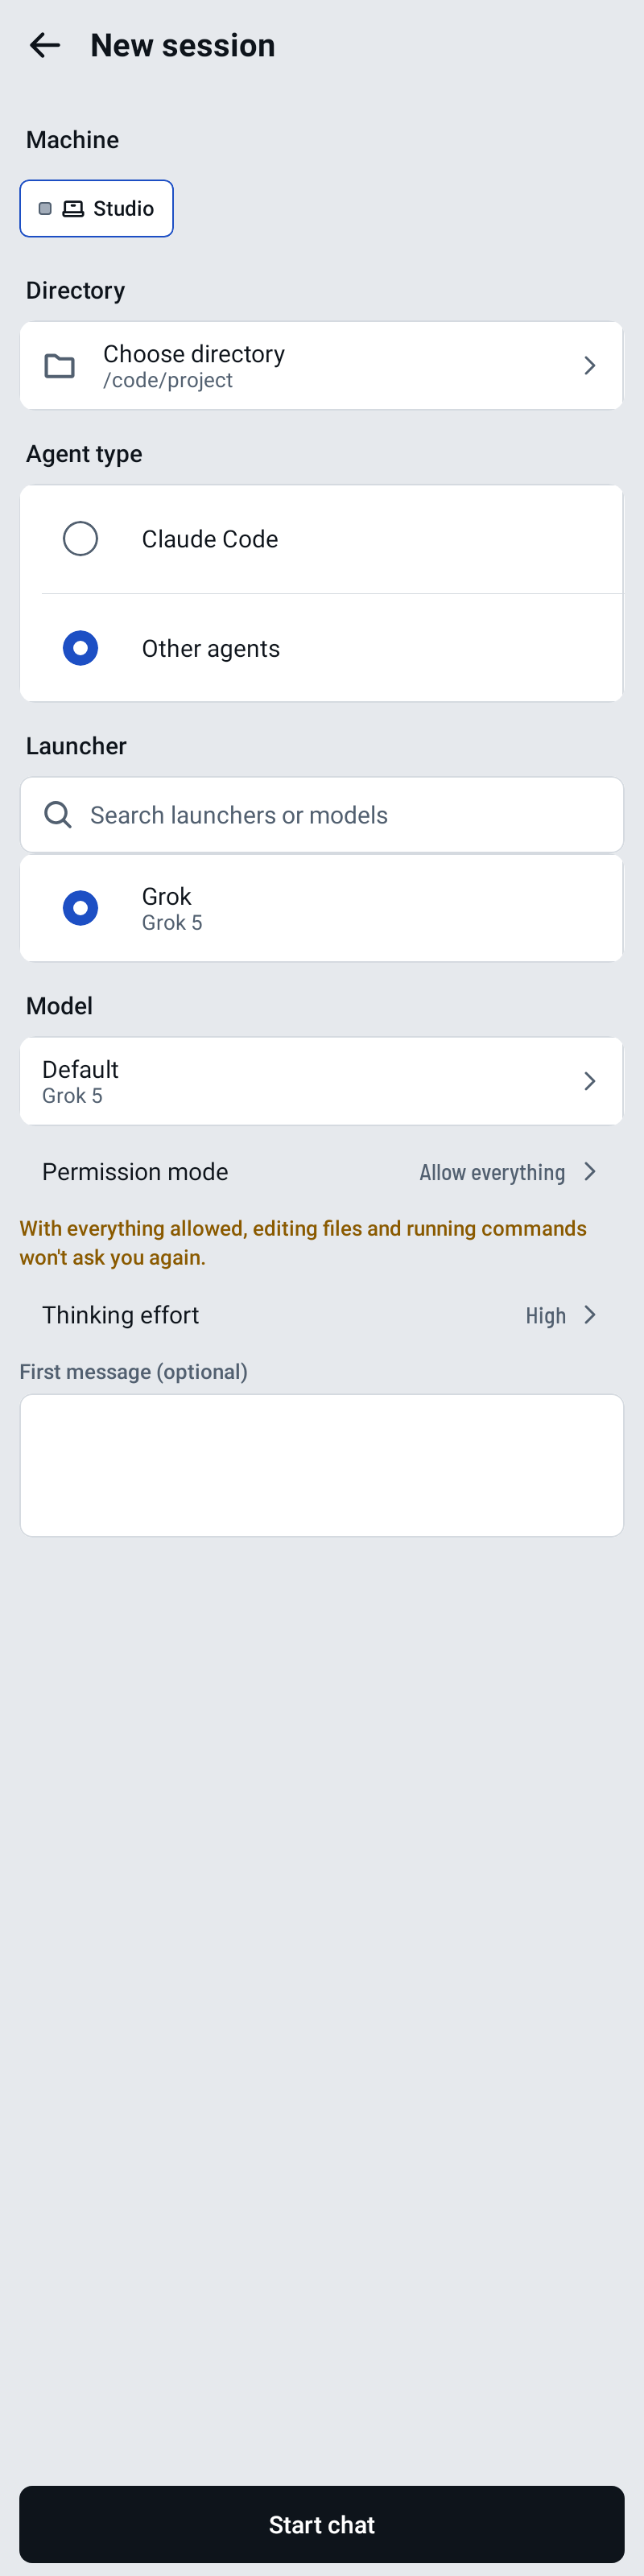 New session
Machine
Studio
Directory
Choose directory
/code/project
Agent type
Claude Code
Other agents
Launcher
Search launchers or models
Grok
Grok 5
Model
Default
Grok 5
Permission mode
Allow everything
With everything allowed, editing files and running commands
won't ask you again.
Thinking effort
High
First message (optional)
Start chat